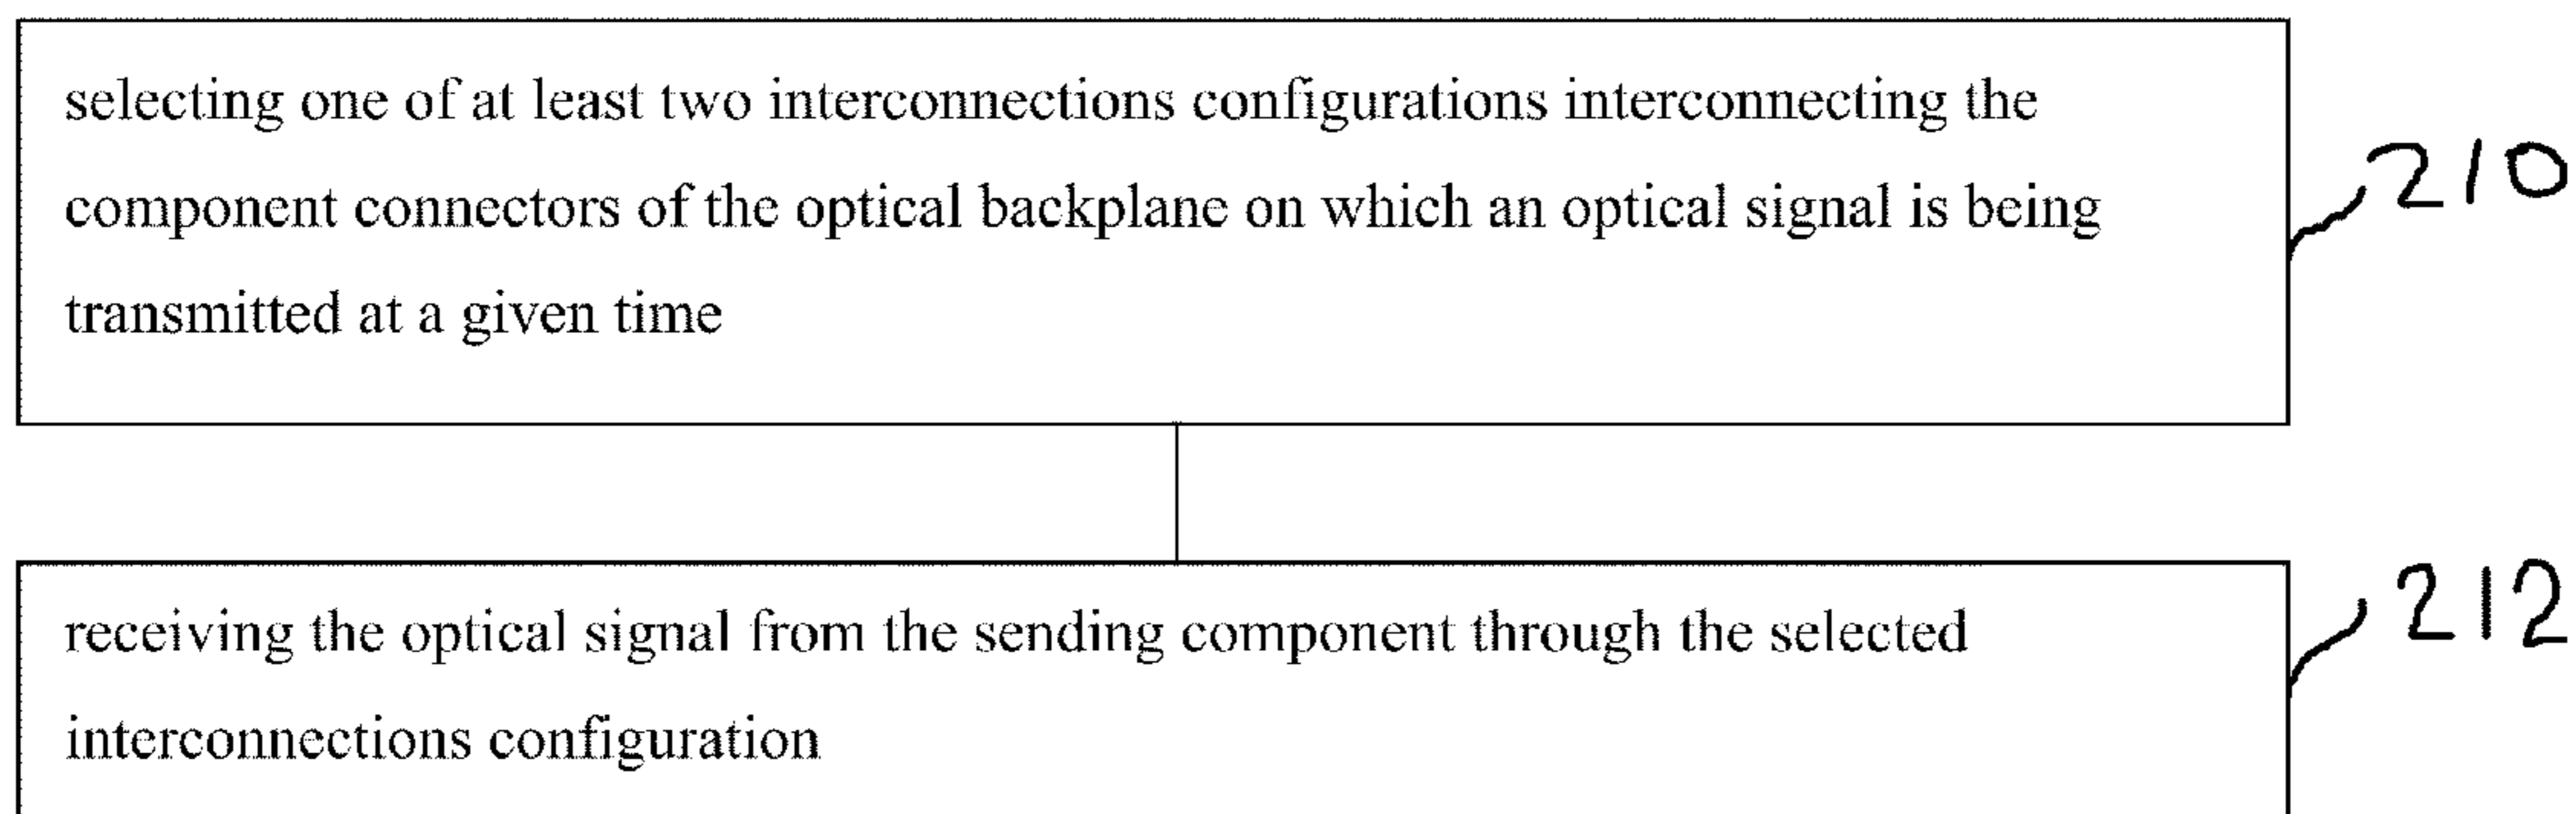 selecting one of at least two interconnections configurations interconnecting the
component connectors of the optical backplane on which an optical signal is being
transmitted at a given time
210
receiving the optical signal from the sending component through the selected
interconnections configuration
212